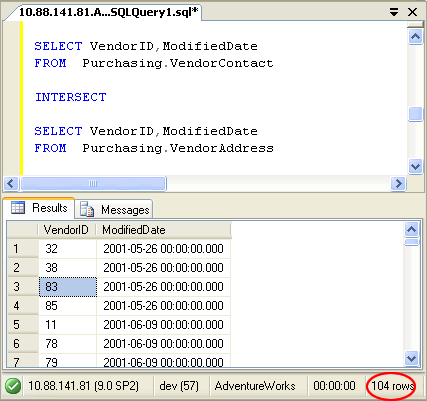 10.88.141.81.A...SQLQuery1.sql*
SELECT VendorID,ModifiedDate
FROM Purchasing.VendorContact
INTERSECT
SELECT VendorID,ModifiedDate
FROM Purchasing.VendorAddress
Results Messages
VendorID ModifiedDate
1 32 2001-05-26 00:00:00.000
2 38 2001-05-26 00:00:00.000
3 83 2001-05-26 00:00:00.000
4 85 2001-05-26 00:00:00.000
5 11 2001-06-09 00:00:00.000
6 78 2001-06-09 00:00:00.000
7 79 2001-06-09 00:00:00.000
10.88.141.81 (9.0 SP2) dev (57) AdventureWorks 00:00:00 104 rows